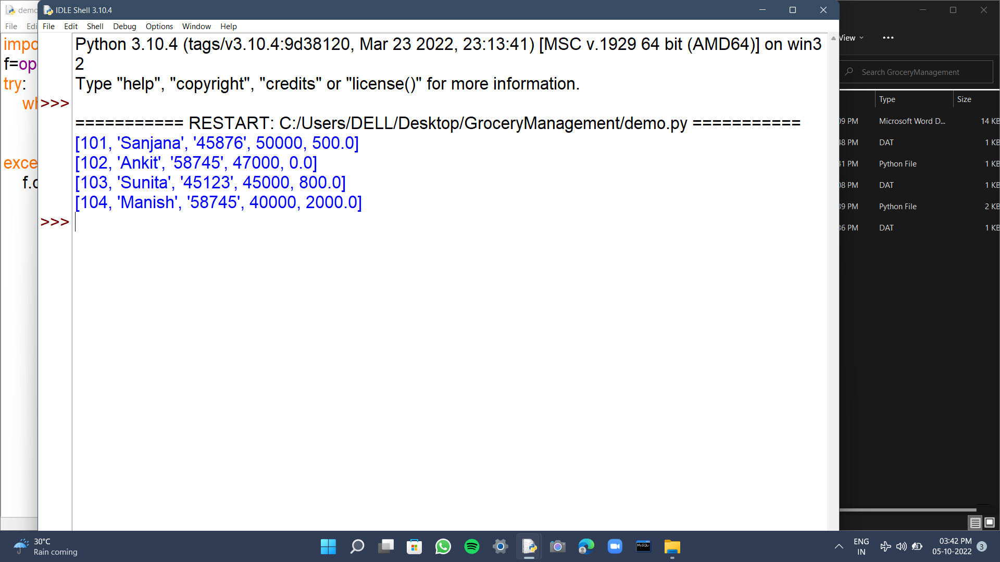 IDLE Shell 3.10.4
File Edit Shell Debug Options Window Help
Python 3.10.4 (tags/v3.10.4:9d38120, Mar 23 2022, 23:13:41) [MSC v.1929 64 bit (AMD64)] on win3
2
Type "help", "copyright", "credits" or "license()" for more information.
>>>
=========== RESTART: C:/Users/DELL/Desktop/GroceryManagement/demo.py ===========
[101, 'Sanjana', '45876', 50000, 500.0]
[102, 'Ankit', '58745', 47000, 0.0]
[103, 'Sunita', '45123', 45000, 800.0]
[104, 'Manish', '58745', 40000, 2000.0]
>>>
demo
File Edi
impo
f=op
try:
wh
exce
f.c
View
Search GroceryManagement
Type Size
09 PM Microsoft Word D... 14 KB
48 PM DAT 1 KB
41 PM Python File 1 KB
08 PM DAT 1 KB
39 PM Python File 2 KB
36 PM DAT 1 KB
30°C
Rain coming
MySQL
ENG
IN
03:42 PM
05-10-2022
3